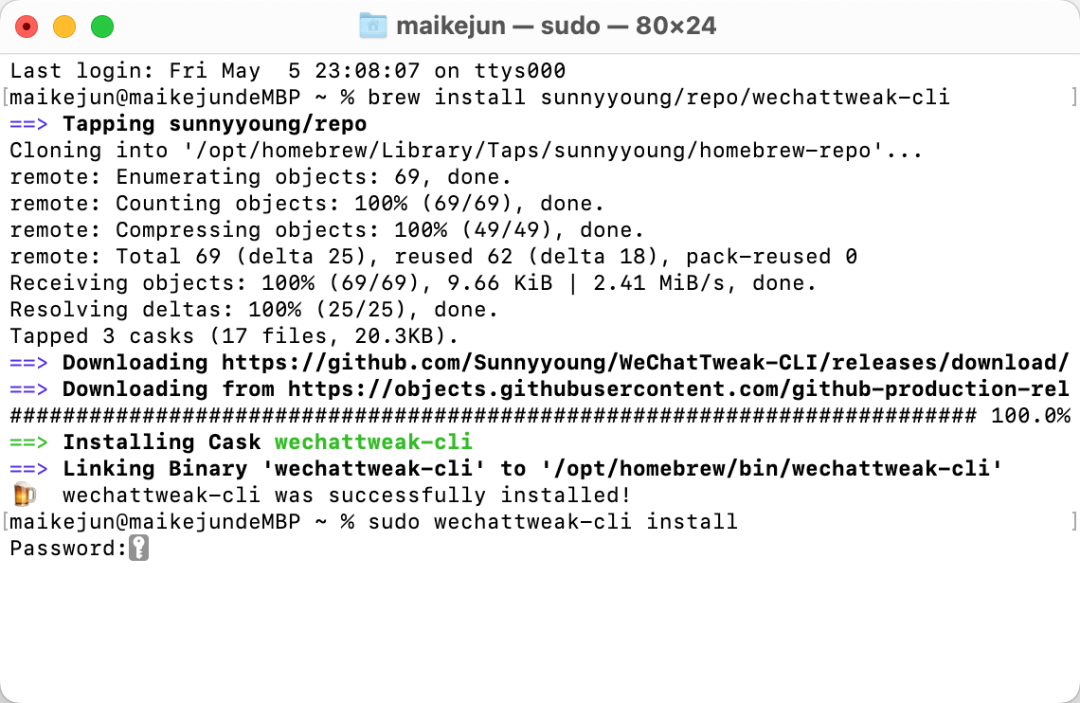 maikejun — sudo — 80×24
Last login: Fri May  5 23:08:07 on ttys000
[maikejun@maikejundeMBP ~ % brew install sunnyyoung/repo/wechattweak-cli ]
==> Tapping sunnyyoung/repo
Cloning into '/opt/homebrew/Library/Taps/sunnyyoung/homebrew-repo'...
remote: Enumerating objects: 69, done.
remote: Counting objects: 100% (69/69), done.
remote: Compressing objects: 100% (49/49), done.
remote: Total 69 (delta 25), reused 62 (delta 18), pack-reused 0
Receiving objects: 100% (69/69), 9.66 KiB | 2.41 MiB/s, done.
Resolving deltas: 100% (25/25), done.
Tapped 3 casks (17 files, 20.3KB).
==> Downloading https://github.com/Sunnyyoung/WeChatTweak-CLI/releases/download/
==> Downloading from https://objects.githubusercontent.com/github-production-rel
######################################################################### 100.0%
==> Installing Cask wechattweak-cli
==> Linking Binary 'wechattweak-cli' to '/opt/homebrew/bin/wechattweak-cli'
🍺  wechattweak-cli was successfully installed!
[maikejun@maikejundeMBP ~ % sudo wechattweak-cli install ]
Password: